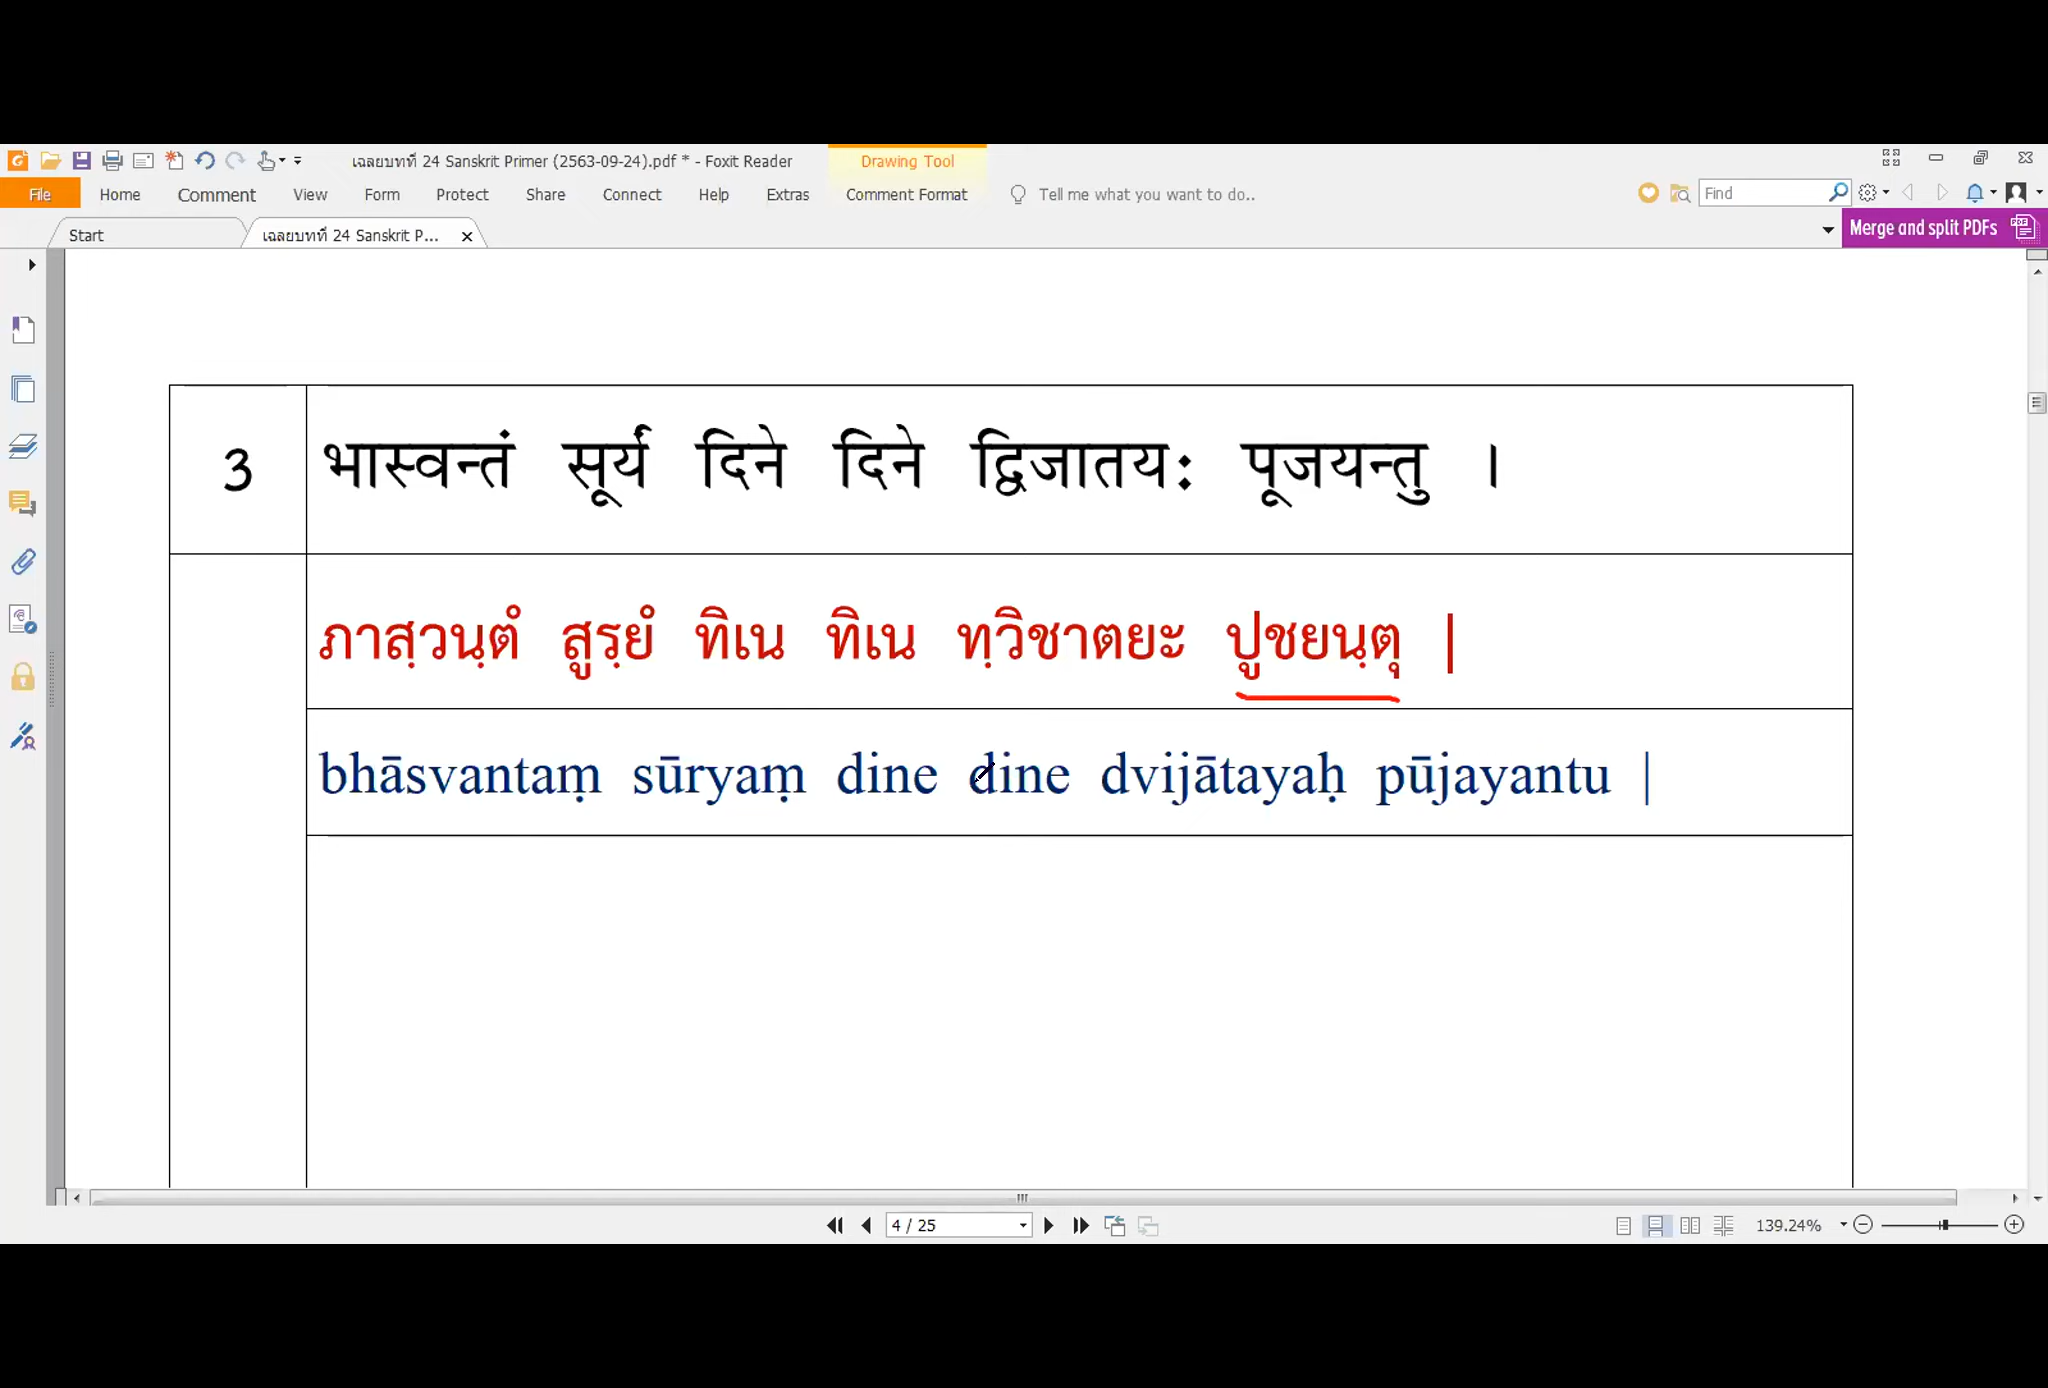 เฉลยบทที่ 24 Sanskrit Primer (2563-09-24).pdf * - Foxit Reader
Drawing Tool
File Home Comment View Form Protect Share Connect Help Extras Comment Format Tell me what you want to do.. Find
Start
เฉลยบทที่ 24 Sanskrit P...
Merge and split PDFs
3 भास्वन्तं सूर्यं दिने दिने द्विजातयः पूजयन्तु ।
ภาสฺวนฺตํ สูรฺยํ ทิเน ทิเน ทฺวิชาตยะ ปูชยนฺตุ |
bhāsvantaṃ sūryaṃ dine dine dvijātayaḥ pūjayantu |
4 / 25
139.24%